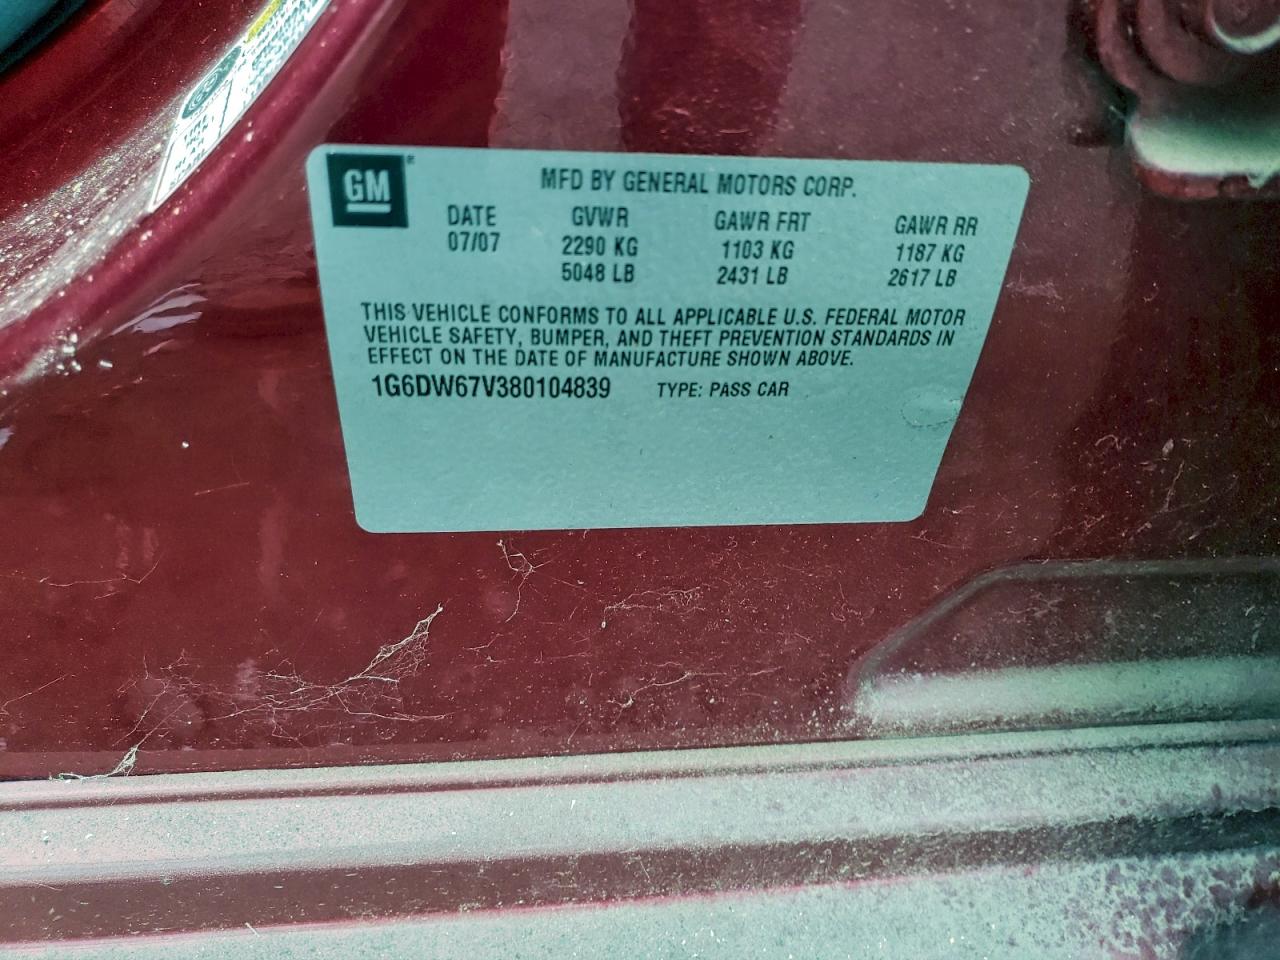 GM
MFD BY GENERAL MOTORS CORP.
DATE GVWR GAWR FRT GAWR RR
07/07 2290 KG 1103 KG 1187 KG
5048 LB 2431 LB 2617 LB
THIS VEHICLE CONFORMS TO ALL APPLICABLE U.S. FEDERAL MOTOR
VEHICLE SAFETY, BUMPER, AND THEFT PREVENTION STANDARDS IN
EFFECT ON THE DATE OF MANUFACTURE SHOWN ABOVE.
1G6DW67V380104839 TYPE: PASS CAR